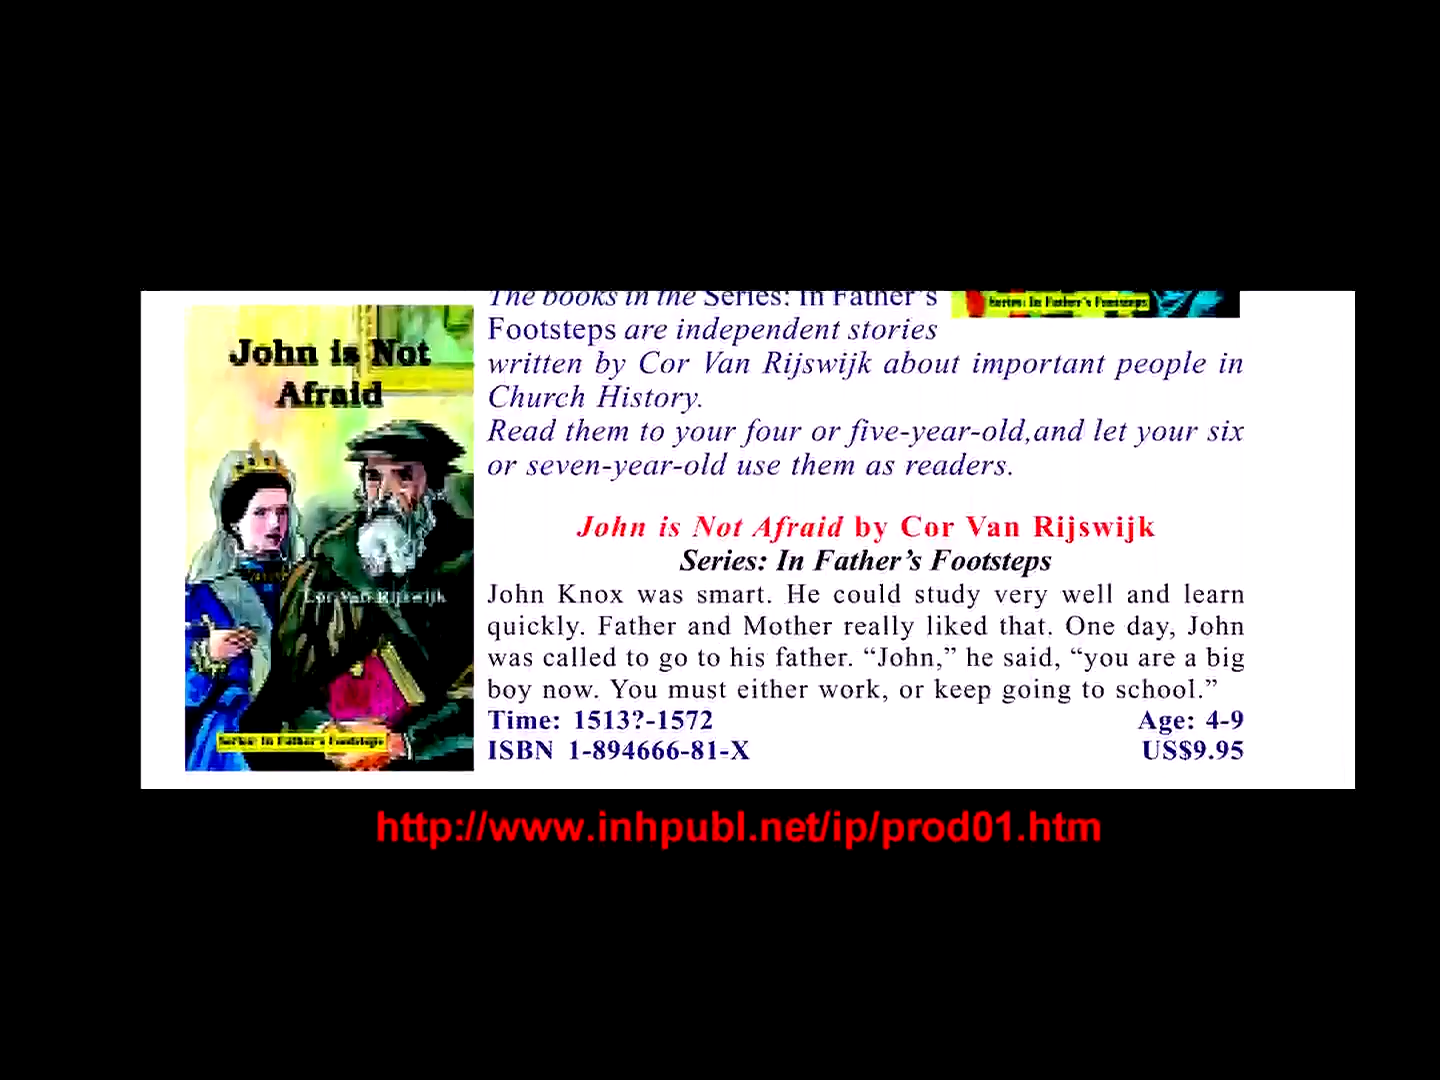 The books in the Series: In Father's
Series: In Father's Footsteps
Footsteps are independent stories
written by Cor Van Rijswijk about important people in
Church History.
Read them to your four or five-year-old,and let your six
or seven-year-old use them as readers.
John is Not
Afraid
Cor Van Rijswijk
Series: In Father's Footsteps
John is Not Afraid by Cor Van Rijswijk
Series: In Father’s Footsteps
John Knox was smart. He could study very well and learn
quickly. Father and Mother really liked that. One day, John
was called to go to his father. “John,” he said, “you are a big
boy now. You must either work, or keep going to school.”
Time: 1513?-1572 Age: 4-9
ISBN 1-894666-81-X US$9.95
http://www.inhpubl.net/ip/prod01.htm